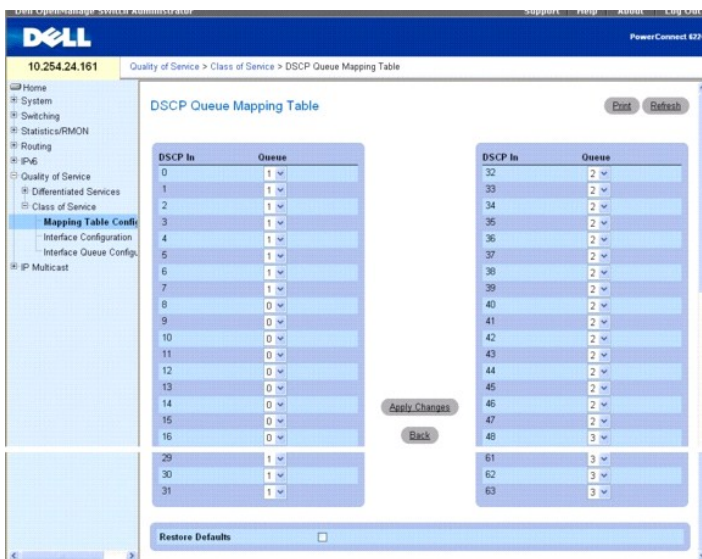 Dell OpenManage Switch Administrator
Support Help About Log Out
DELL
PowerConnect 622
10.254.24.161
Quality of Service > Class of Service > DSCP Queue Mapping Table
Home
System
Switching
Statistics/RMON
Routing
IPv6
Quality of Service
Differentiated Services
Class of Service
Mapping Table Config
Interface Configuration
Interface Queue Configu
IP Multicast
DSCP Queue Mapping Table
Print Refresh
DSCP In Queue
0 1
1 1
2 1
3 1
4 1
5 1
6 1
7 1
8 0
9 0
10 0
11 0
12 0
13 0
14 0
15 0
16 0
29 1
30 1
31 1
Apply Changes
Back
DSCP In Queue
32 2
33 2
34 2
35 2
36 2
37 2
38 2
39 2
40 2
41 2
42 2
43 2
44 2
45 2
46 2
47 2
48 3
61 3
62 3
63 3
Restore Defaults